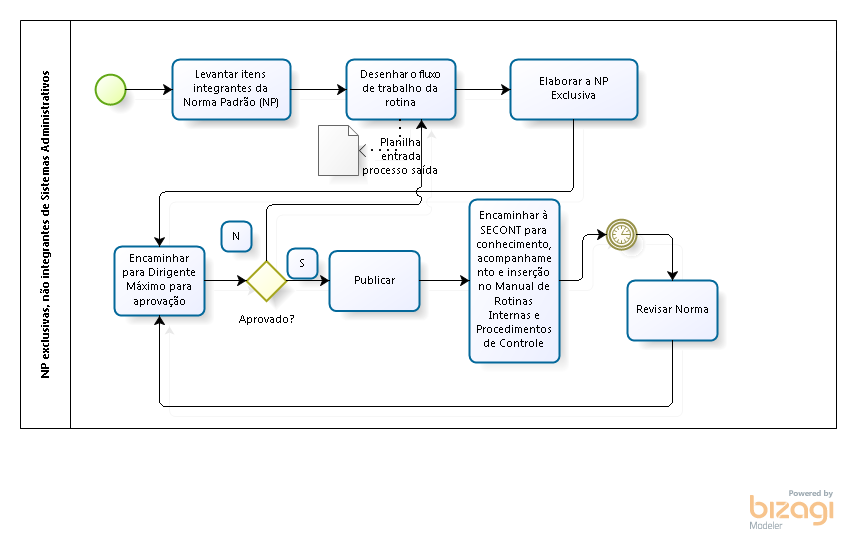 NP exclusivas, não integrantes de Sistemas Administrativos
Levantar itens
integrantes da
Norma Padrão (NP)
Desenhar o fluxo
de trabalho da
rotina
Elaborar a NP
Exclusiva
Planilha
entrada
processo saída
Encaminhar
para Dirigente
Máximo para
aprovação
N
S
Aprovado?
Publicar
Encaminhar à
SECONT para
conhecimento,
acompanhame
nto e inserção
no Manual de
Rotinas
Internas e
Procedimentos
de Controle
Revisar Norma
Powered by
bizagi
Modeler